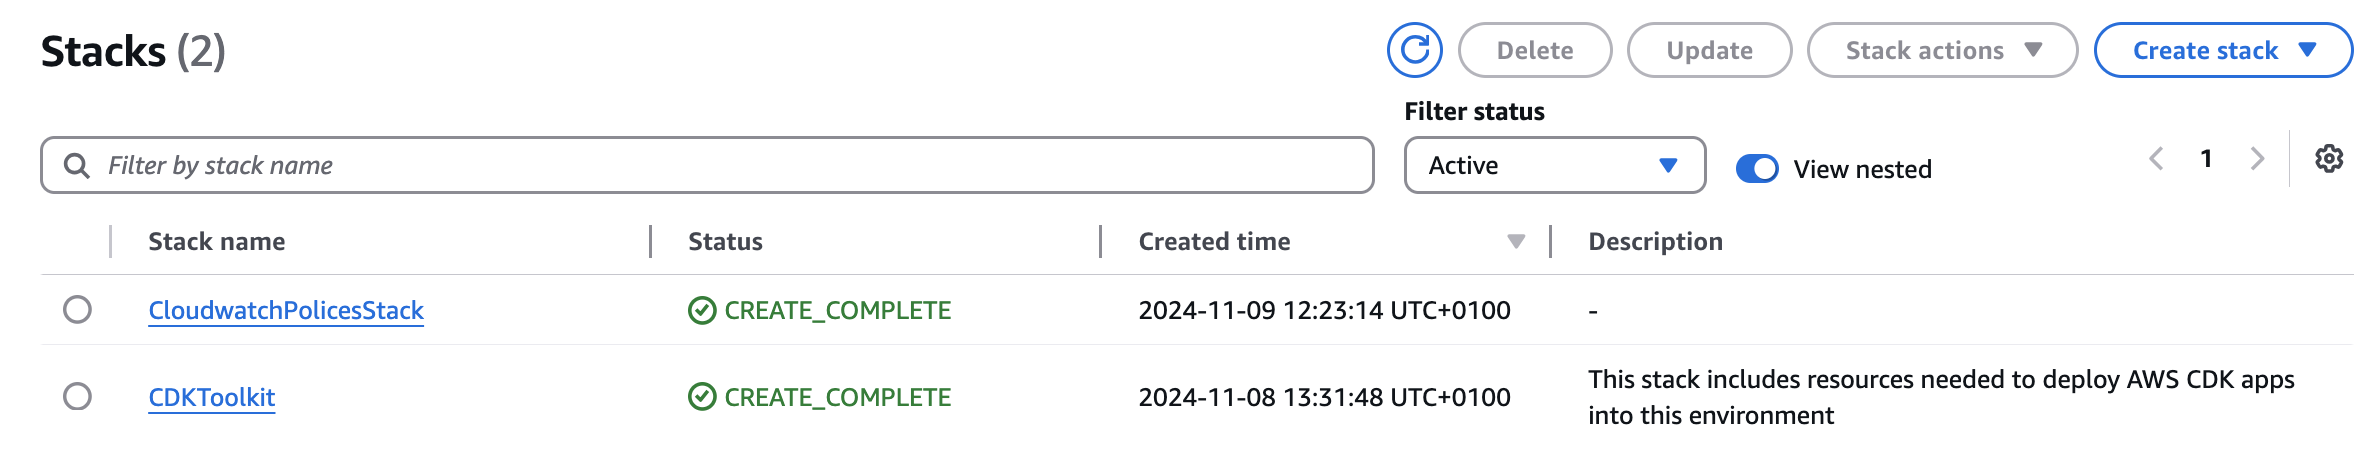 Stacks (2)
Delete
Update
Stack actions
Create stack
Filter by stack name
Filter status
Active
View nested
1
Stack name
Status
Created time
Description
CloudwatchPolicesStack
CREATE_COMPLETE
2024-11-09 12:23:14 UTC+0100
-
CDKToolkit
CREATE_COMPLETE
2024-11-08 13:31:48 UTC+0100
This stack includes resources needed to deploy AWS CDK apps
into this environment